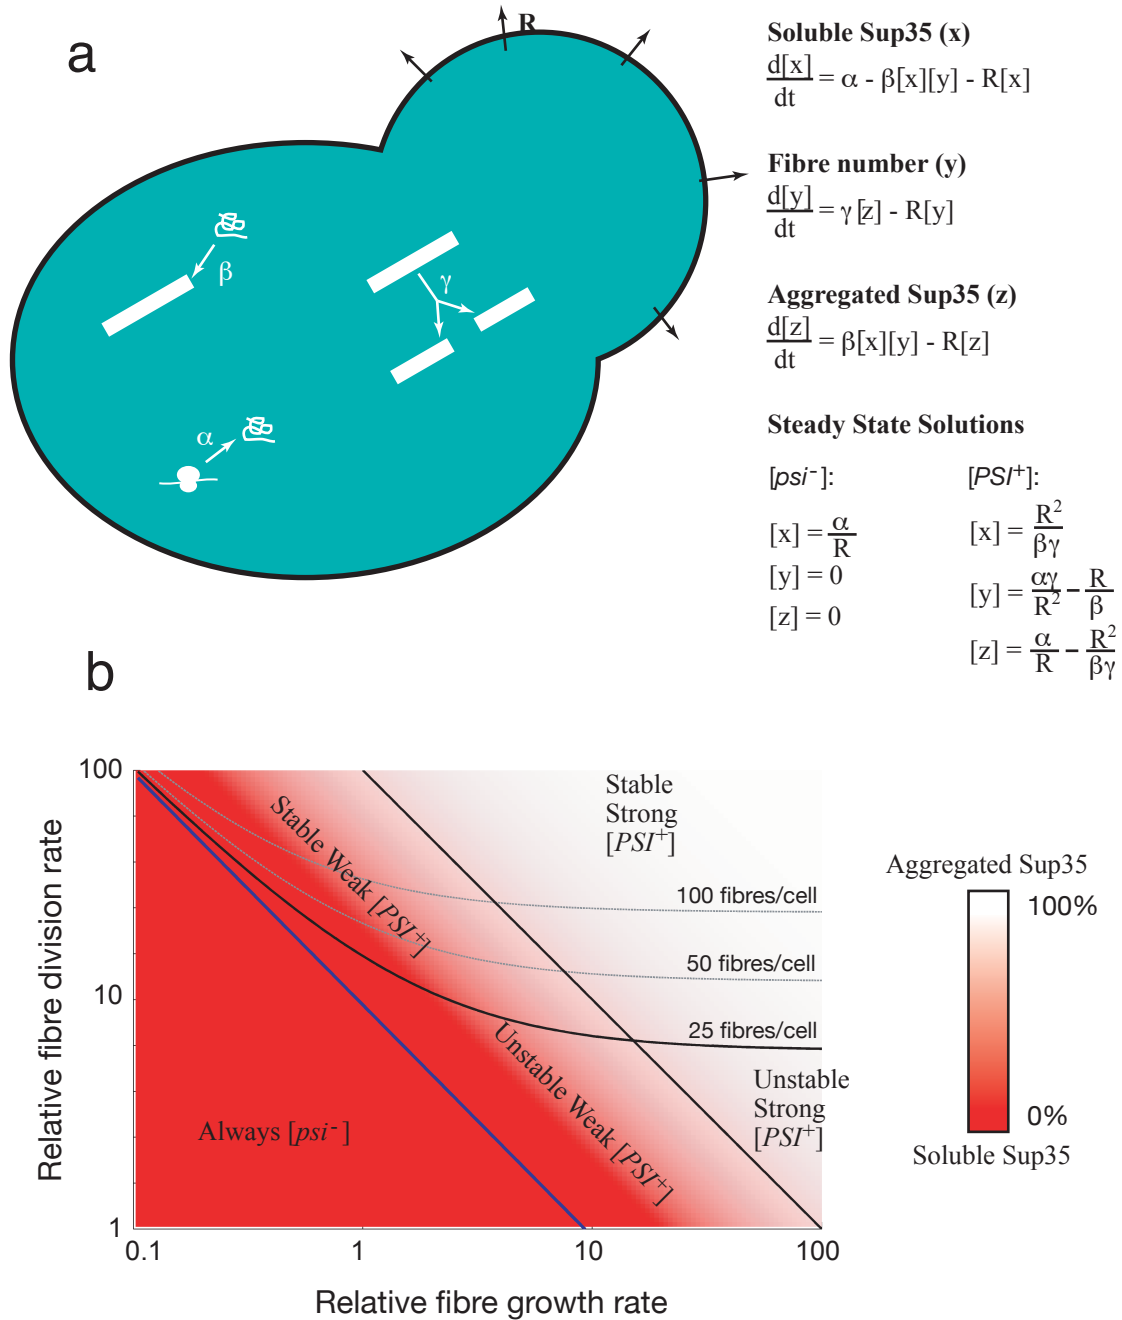 a
R
β
γ
α
Soluble Sup35 (x)
d[x]/dt = α - β[x][y] - R[x]
Fibre number (y)
d[y]/dt = γ[z] - R[y]
Aggregated Sup35 (z)
d[z]/dt = β[x][y] - R[z]
Steady State Solutions
[psi⁻]:
[x] = α/R
[y] = 0
[z] = 0
[PSI⁺]:
[x] = R²/βγ
[y] = αγ/R² − R/β
[z] = α/R − R²/βγ
b
Relative fibre division rate
100
10
1
0.1
1
10
100
Relative fibre growth rate
Stable Weak [PSI⁺]
Stable
Strong
[PSI⁺]
100 fibres/cell
50 fibres/cell
25 fibres/cell
Unstable Weak [PSI⁺]
Unstable
Strong
[PSI⁺]
Always [psi⁻]
Aggregated Sup35
100%
0%
Soluble Sup35